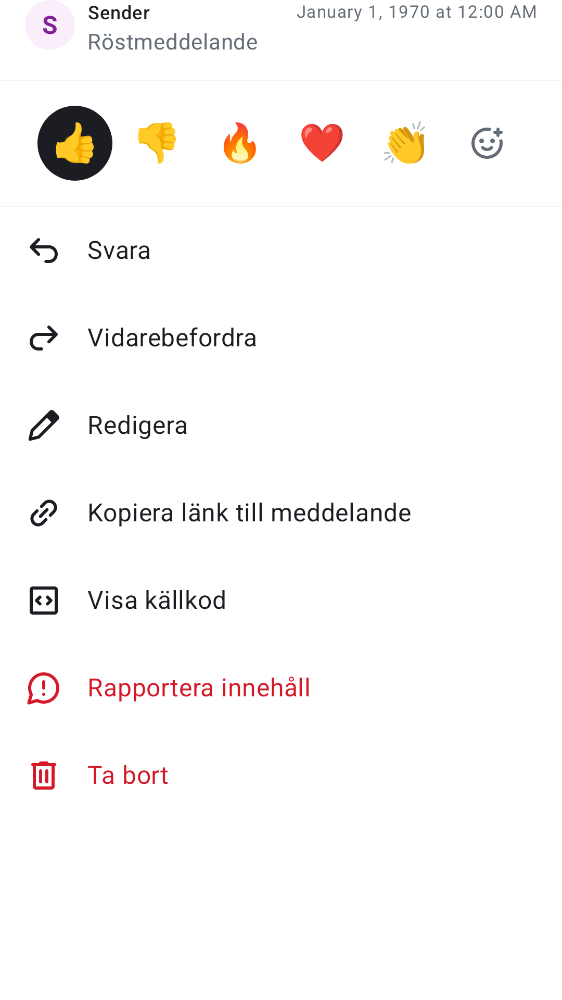 S
Sender
January 1, 1970 at 12:00 AM
Röstmeddelande
Svara
Vidarebefordra
Redigera
Kopiera länk till meddelande
Visa källkod
Rapportera innehåll
Ta bort